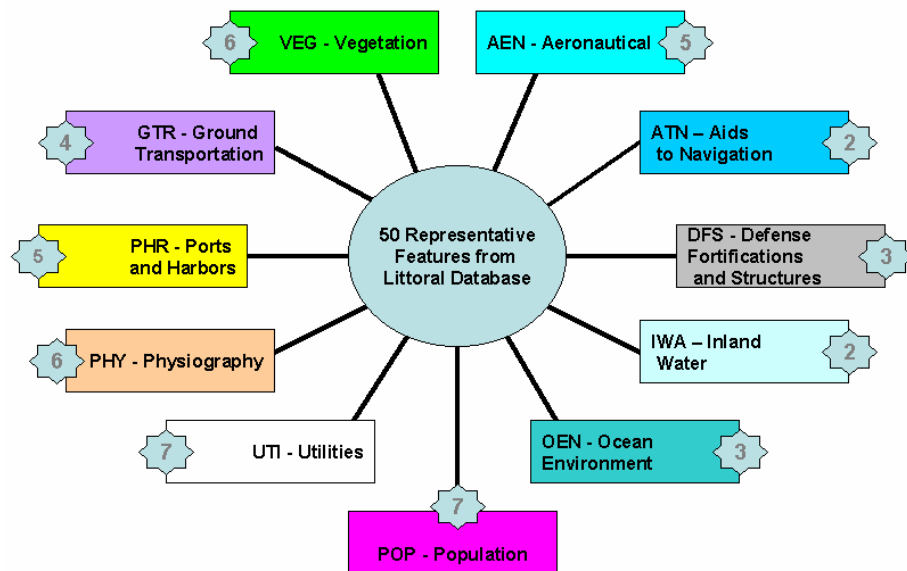 6
VEG - Vegetation
AEN - Aeronautical
5
4
GTR - Ground
Transportation
ATN – Aids
to Navigation
2
5
PHR - Ports
and Harbors
50 Representative
Features from
Littoral Database
DFS - Defense
Fortifications
and Structures
3
6
PHY - Physiography
IWA – Inland
Water
2
7
UTI - Utilities
OEN - Ocean
Environment
3
7
POP - Population